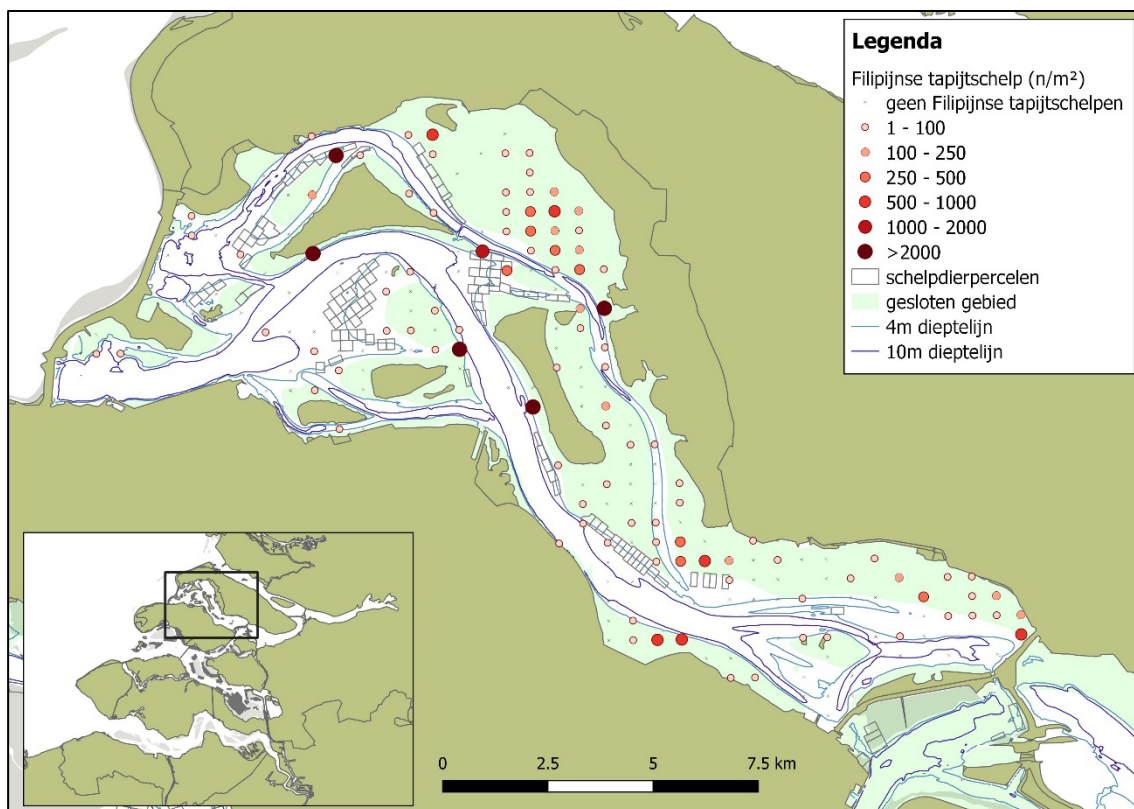 Legenda
Filipijnse tapijtschelp (n/m²)
geen Filipijnse tapijtschelpen
1 - 100
100 - 250
250 - 500
500 - 1000
1000 - 2000
>2000
schelpdierpercelen
gesloten gebied
4m dieptelijn
10m dieptelijn
0 2.5 5 7.5 km